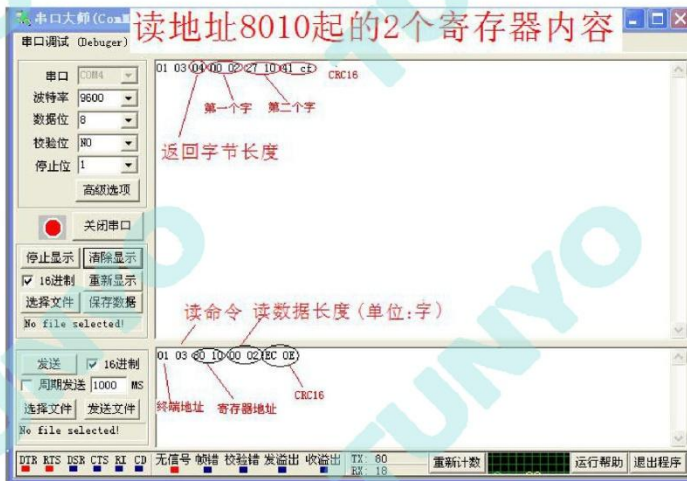 串口大师(ComM
读地址8010起的2个寄存器内容
串口调试 (Debuger)
串口 COM4
波特率 9600
数据位 8
校验位 NO
停止位 1
高级选项
关闭串口
停止显示 清除显示
16进制 重新显示
选择文件 保存数据
No file selected!
01 03 04 00 02 27 10 41 cf CRC16
第一个字 第二个字
返回字节长度
读命令 读数据长度(单位:字)
发送 16进制
周期发送 1000 MS
选择文件 发送文件
No file selected!
01 03 80 10 00 02 EC 0E
CRC16
终端地址 寄存器地址
DTR RTS DSR CTS RI CD 无信号 帧错 校验错 发溢出 收溢出 TX: 80 重新计数 运行帮助 退出程序
RX: 18
TUNYO
TUNYO